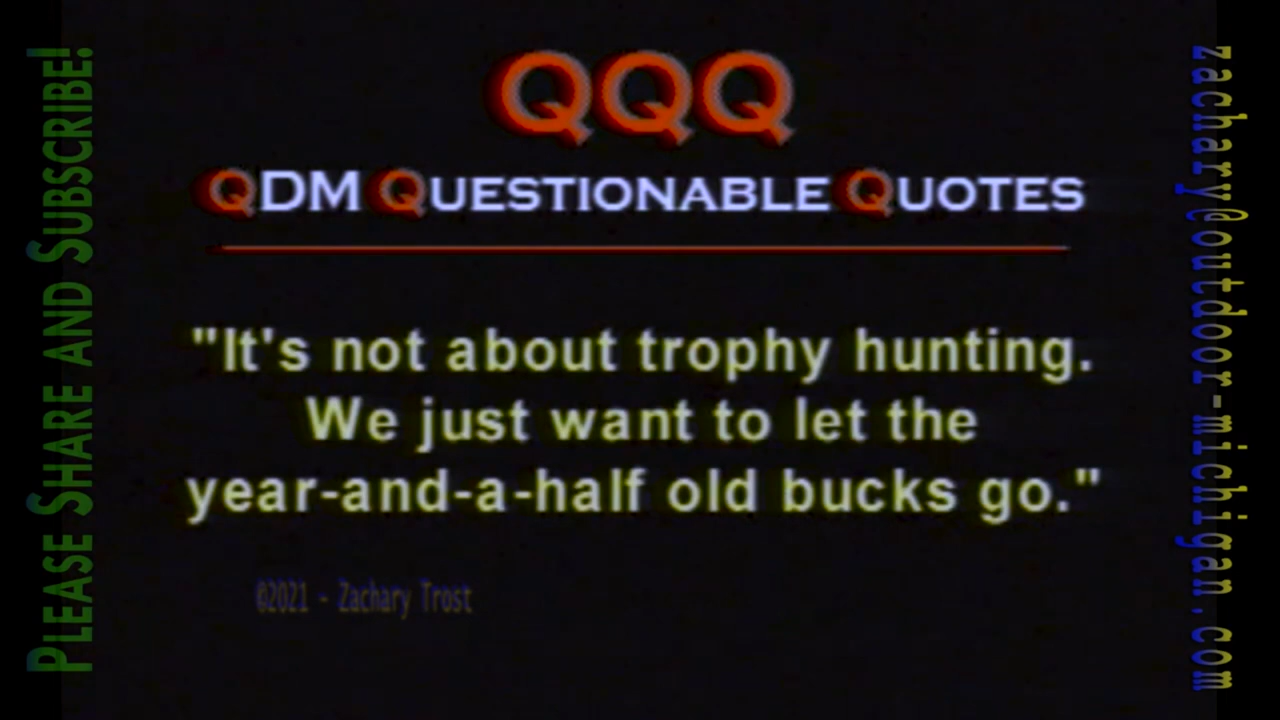 PLEASE SHARE AND SUBSCRIBE!
QQQ
QDM QUESTIONABLE QUOTES
"It's not about trophy hunting.
We just want to let the
year-and-a-half old bucks go."
©2021 - Zachary Trost
zachary@outdoor-michigan.com